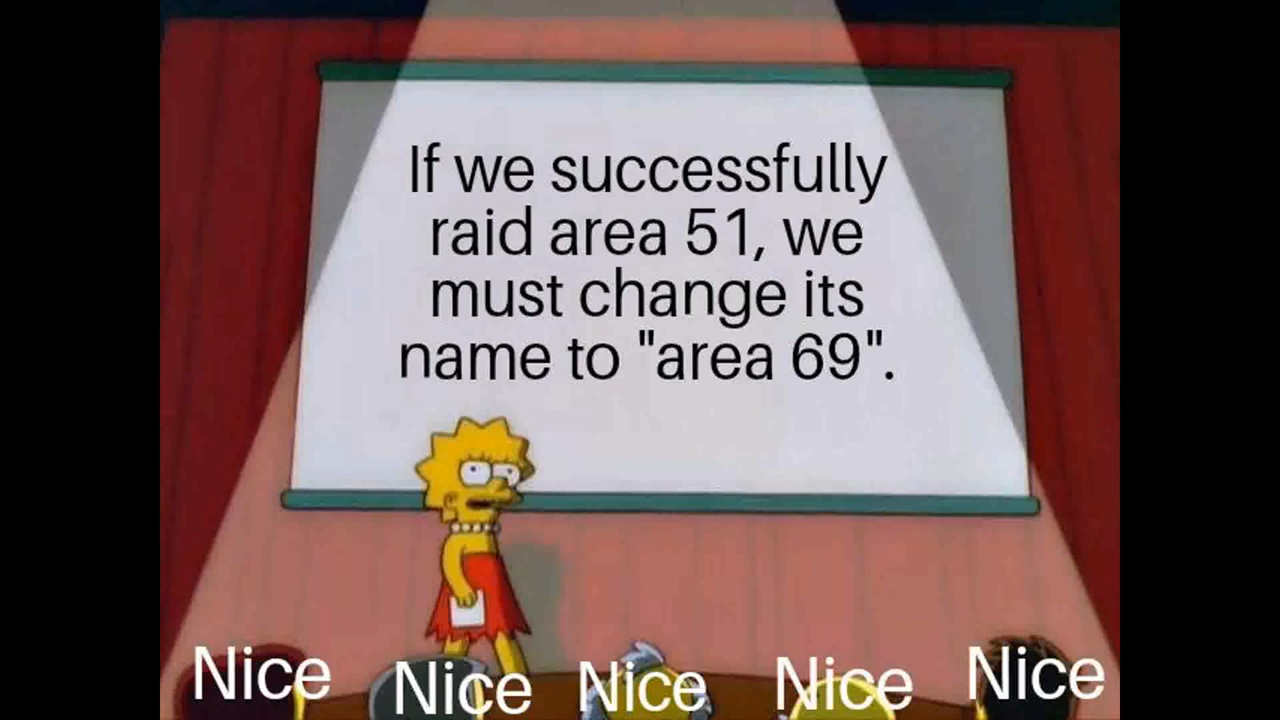 If we successfully
raid area 51, we
must change its
name to "area 69".
Nice Nice Nice Nice Nice